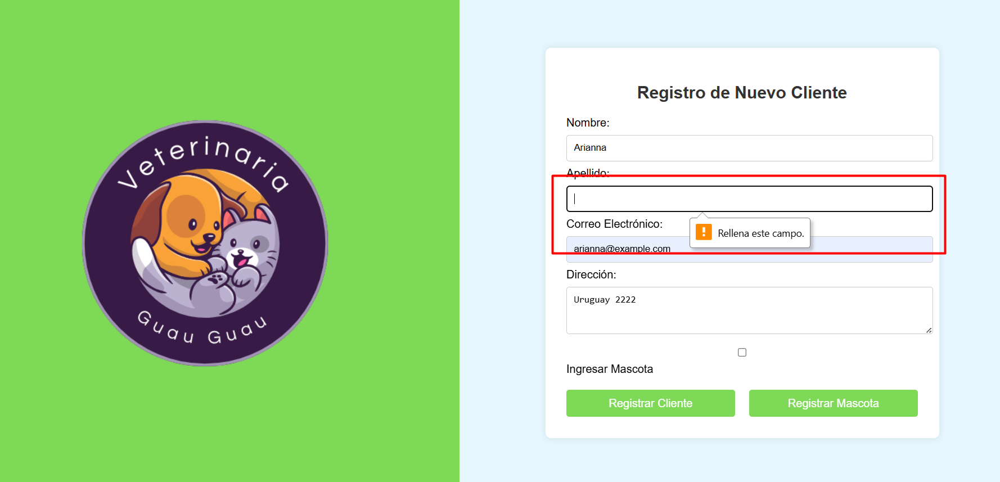 Veterinaria
Guau Guau
Registro de Nuevo Cliente
Nombre:
Arianna
Apellido:
Correo Electrónico:
Rellena este campo.
arianna@example.com
Dirección:
Uruguay 2222
Ingresar Mascota
Registrar Cliente
Registrar Mascota